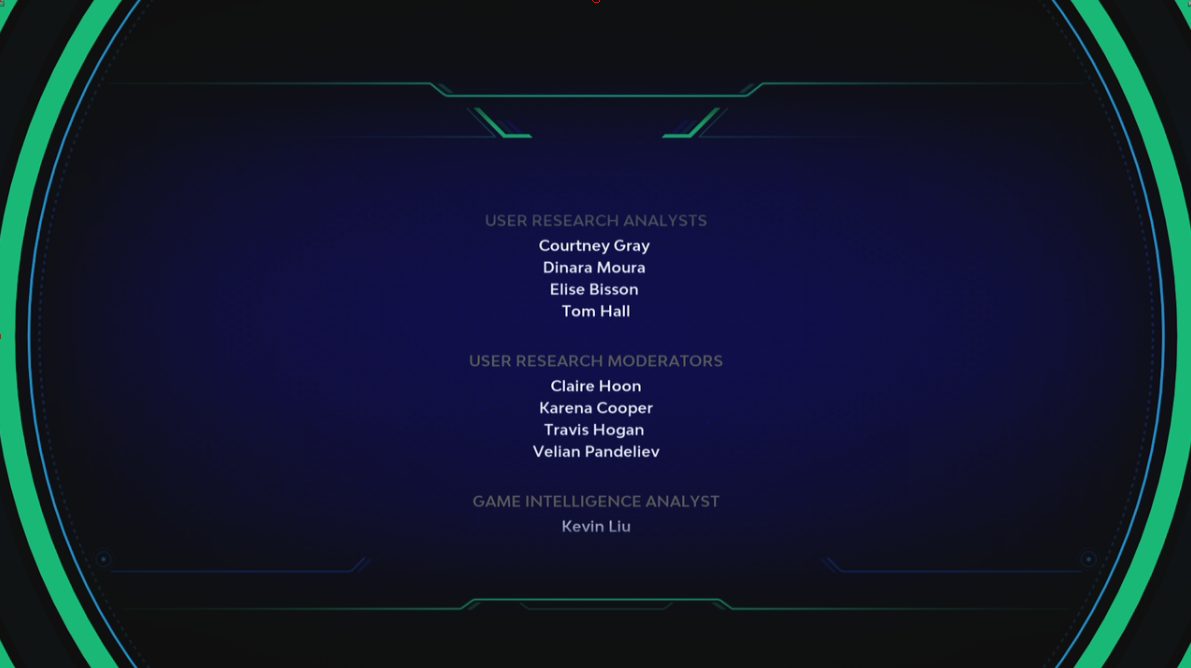 USER RESEARCH ANALYSTS
Courtney Gray
Dinara Moura
Elise Bisson
Tom Hall
USER RESEARCH MODERATORS
Claire Hoon
Karena Cooper
Travis Hogan
Velian Pandeliev
GAME INTELLIGENCE ANALYST
Kevin Liu